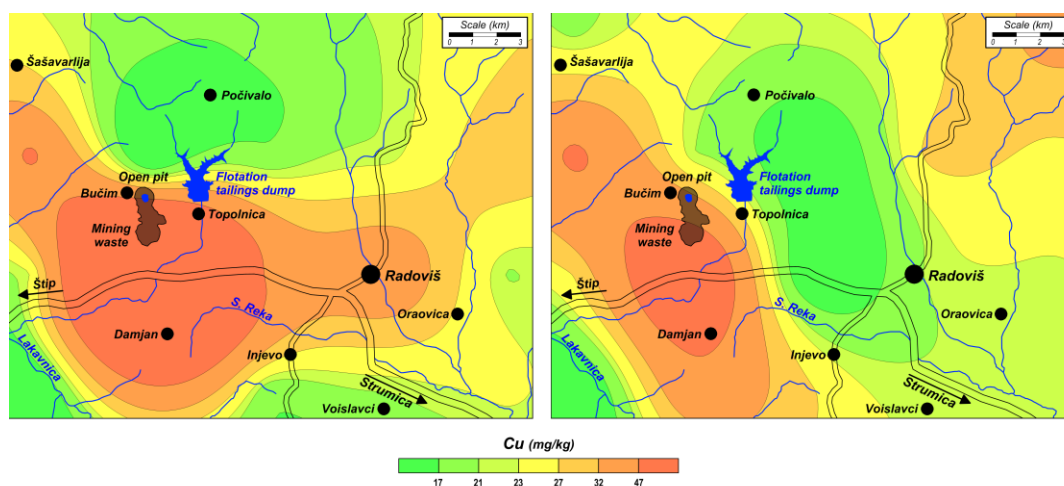 Scale (km)
0 1 2 3
Šašavarlija
Počivalo
Open pit
Flotation
tailings dump
Bučim
Topolnica
Mining
waste
Štip
Radoviš
S. Reka
Oraovica
Damjan
Lakavnica
Injevo
Strumica
Voislavci
Scale (km)
0 1 2 3
Šašavarlija
Počivalo
Open pit
Flotation
tailings dump
Bučim
Topolnica
Mining
waste
Štip
Radoviš
S. Reka
Oraovica
Damjan
Lakavnica
Injevo
Strumica
Voislavci
Cu (mg/kg)
17 21 23 27 32 47